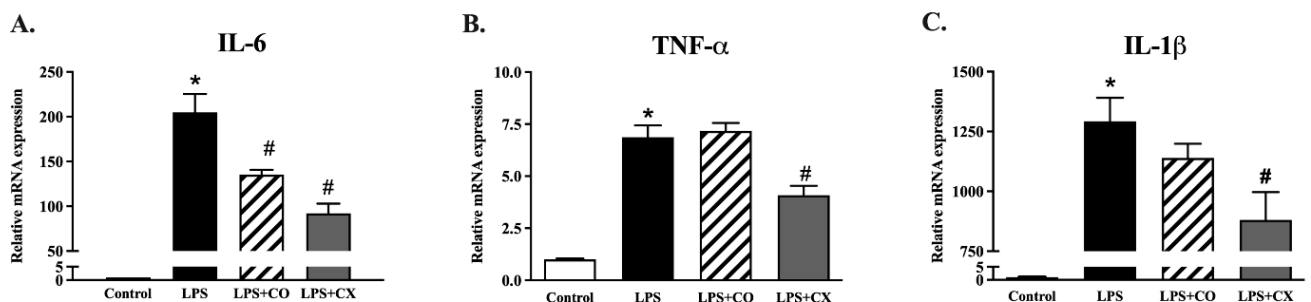 A.
IL-6
Relative mRNA expression
250
200
150
100
50
5
0
*
#
#
Control LPS LPS+CO LPS+CX
B.
TNF-α
Relative mRNA expression
10.0
7.5
5.0
2.5
0.0
*
#
Control LPS LPS+CO LPS+CX
C.
IL-1β
Relative mRNA expression
1500
1250
1000
750
5
0
*
#
Control LPS LPS+CO LPS+CX